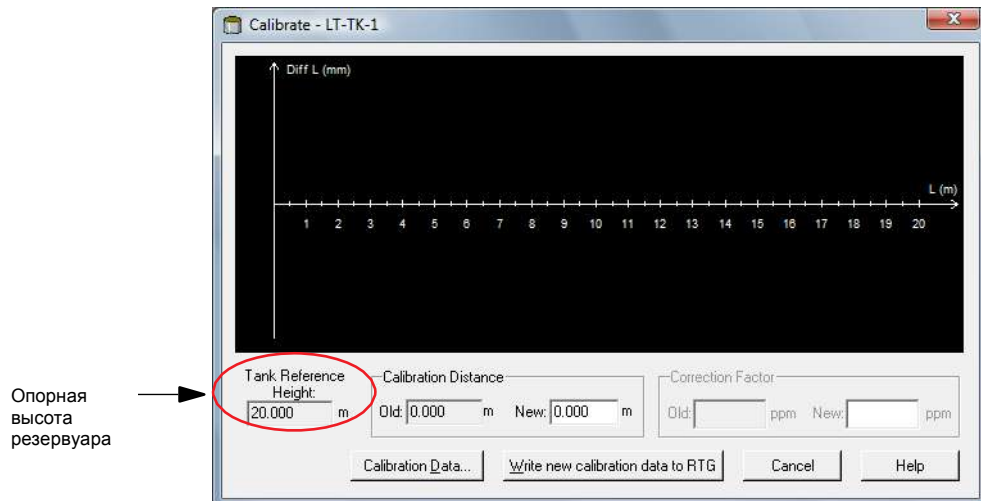 Calibrate - LT-TK-1
Diff L (mm)
L (m)
1 2 3 4 5 6 7 8 9 10 11 12 13 14 15 16 17 18 19 20
Опорная
высота
резервуара
Tank Reference
Height:
20.000 m
Calibration Distance
Old: 0.000 m New: 0.000 m
Correction Factor
Old: ppm New: ppm
Calibration Data... Write new calibration data to RTG Cancel Help